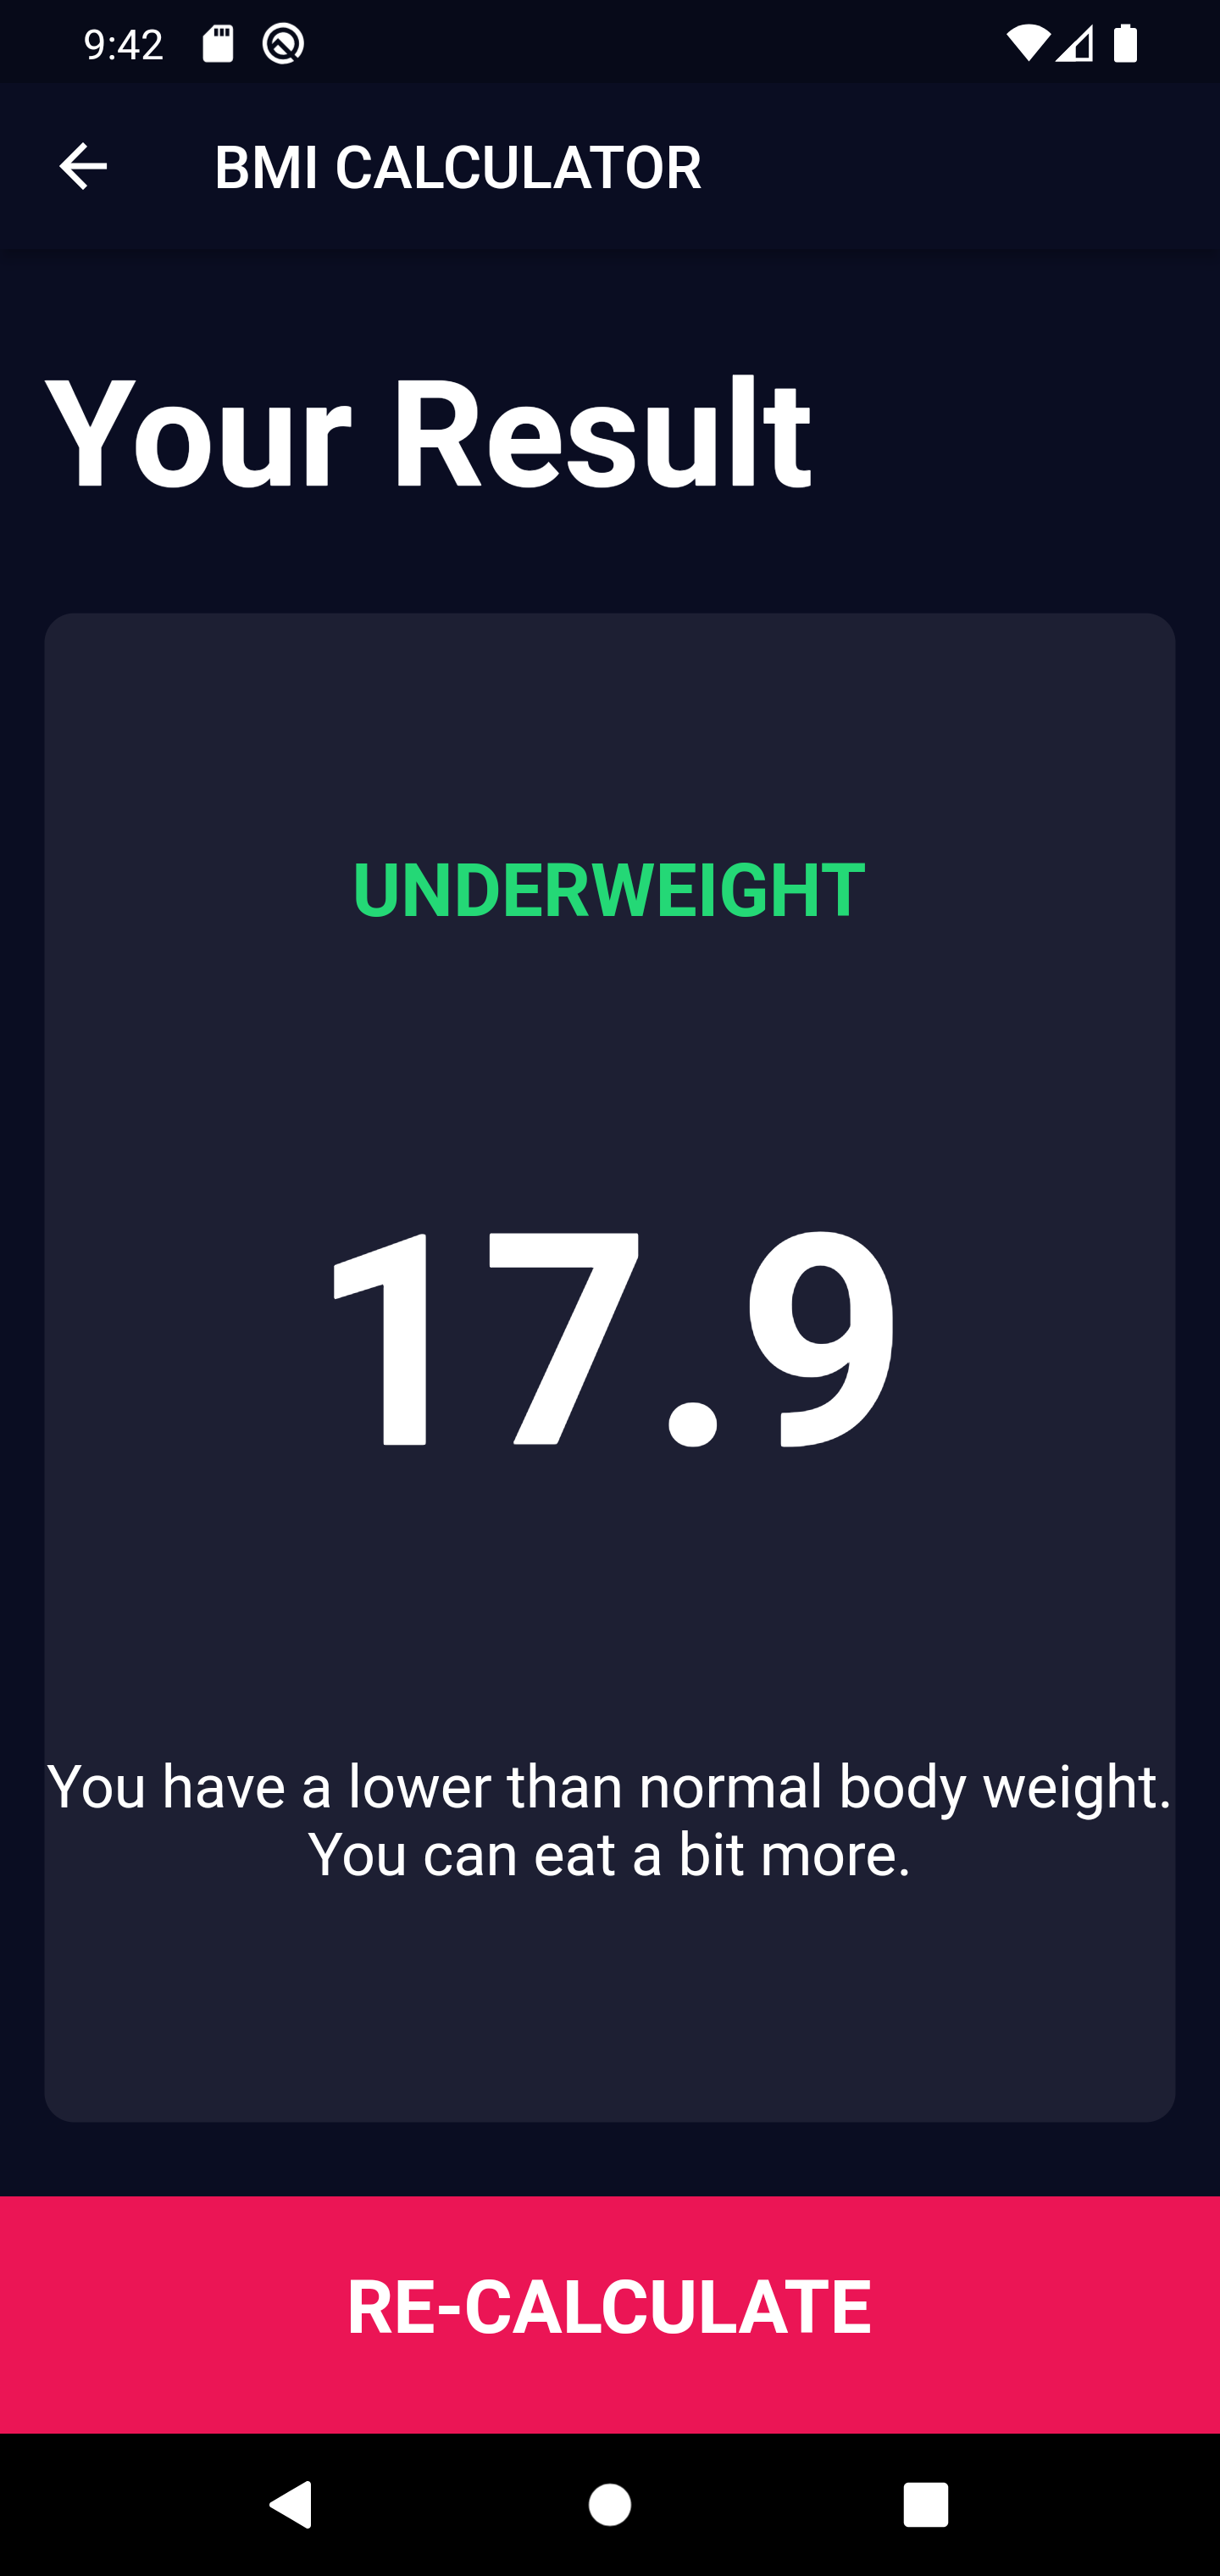 9:42
BMI CALCULATOR
Your Result
UNDERWEIGHT
17.9
You have a lower than normal body weight.
You can eat a bit more.
RE-CALCULATE